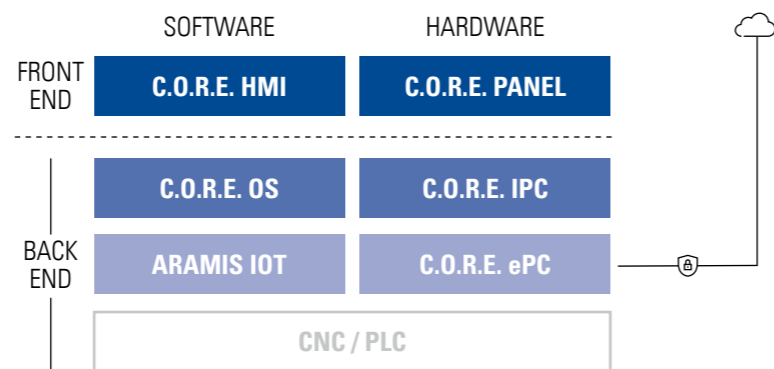 SOFTWARE HARDWARE
FRONT
END
C.O.R.E. HMI C.O.R.E. PANEL
C.O.R.E. OS C.O.R.E. IPC
BACK
END
ARAMIS IOT C.O.R.E. ePC
CNC / PLC